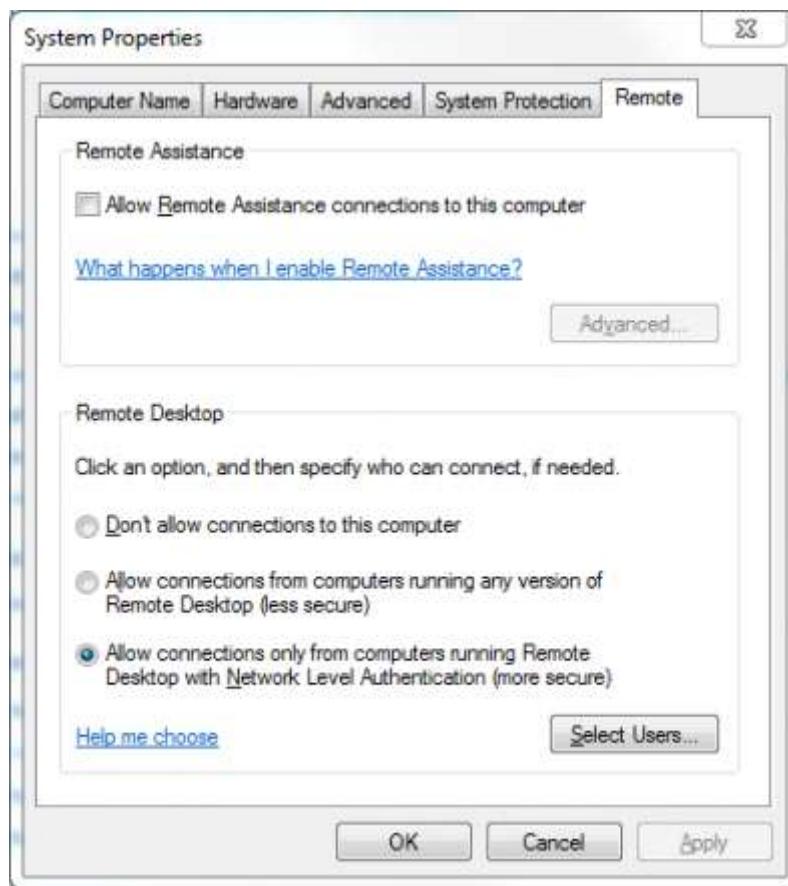 System Properties
Computer Name Hardware Advanced System Protection Remote
Remote Assistance
Allow Remote Assistance connections to this computer
What happens when I enable Remote Assistance?
Advanced...
Remote Desktop
Click an option, and then specify who can connect, if needed.
Don't allow connections to this computer
Allow connections from computers running any version of
Remote Desktop (less secure)
Allow connections only from computers running Remote
Desktop with Network Level Authentication (more secure)
Help me choose Select Users...
OK Cancel Apply